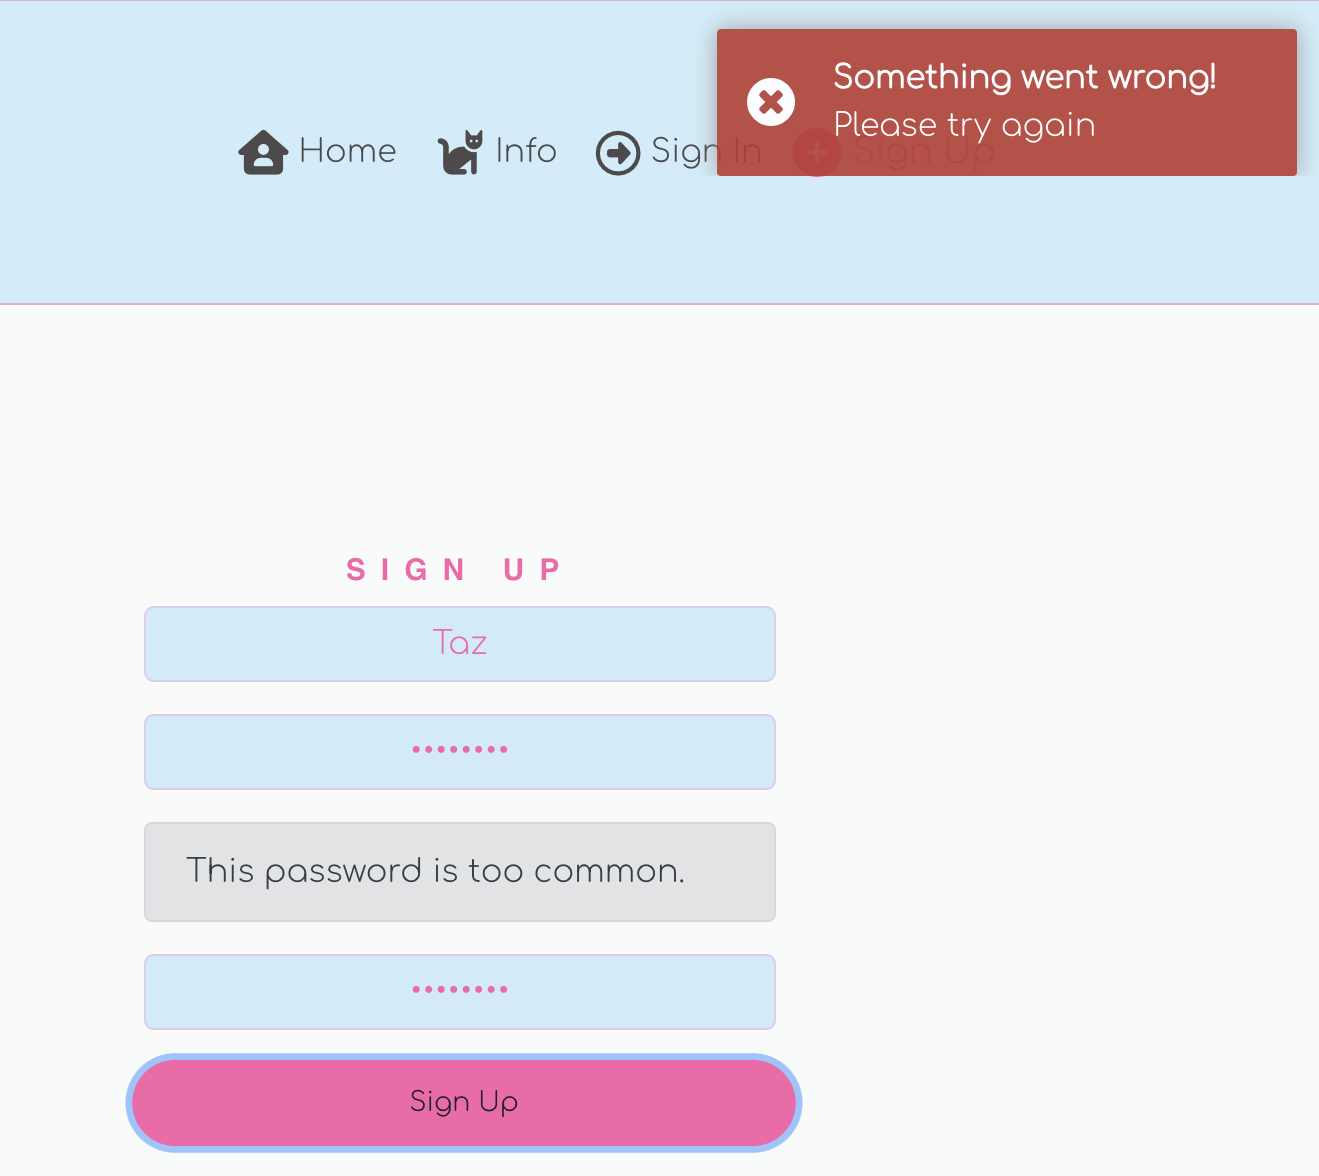 Something went wrong!
Please try again
Home Info Sign In Sign Up
SIGN UP
Taz
••••••••
This password is too common.
••••••••
Sign Up